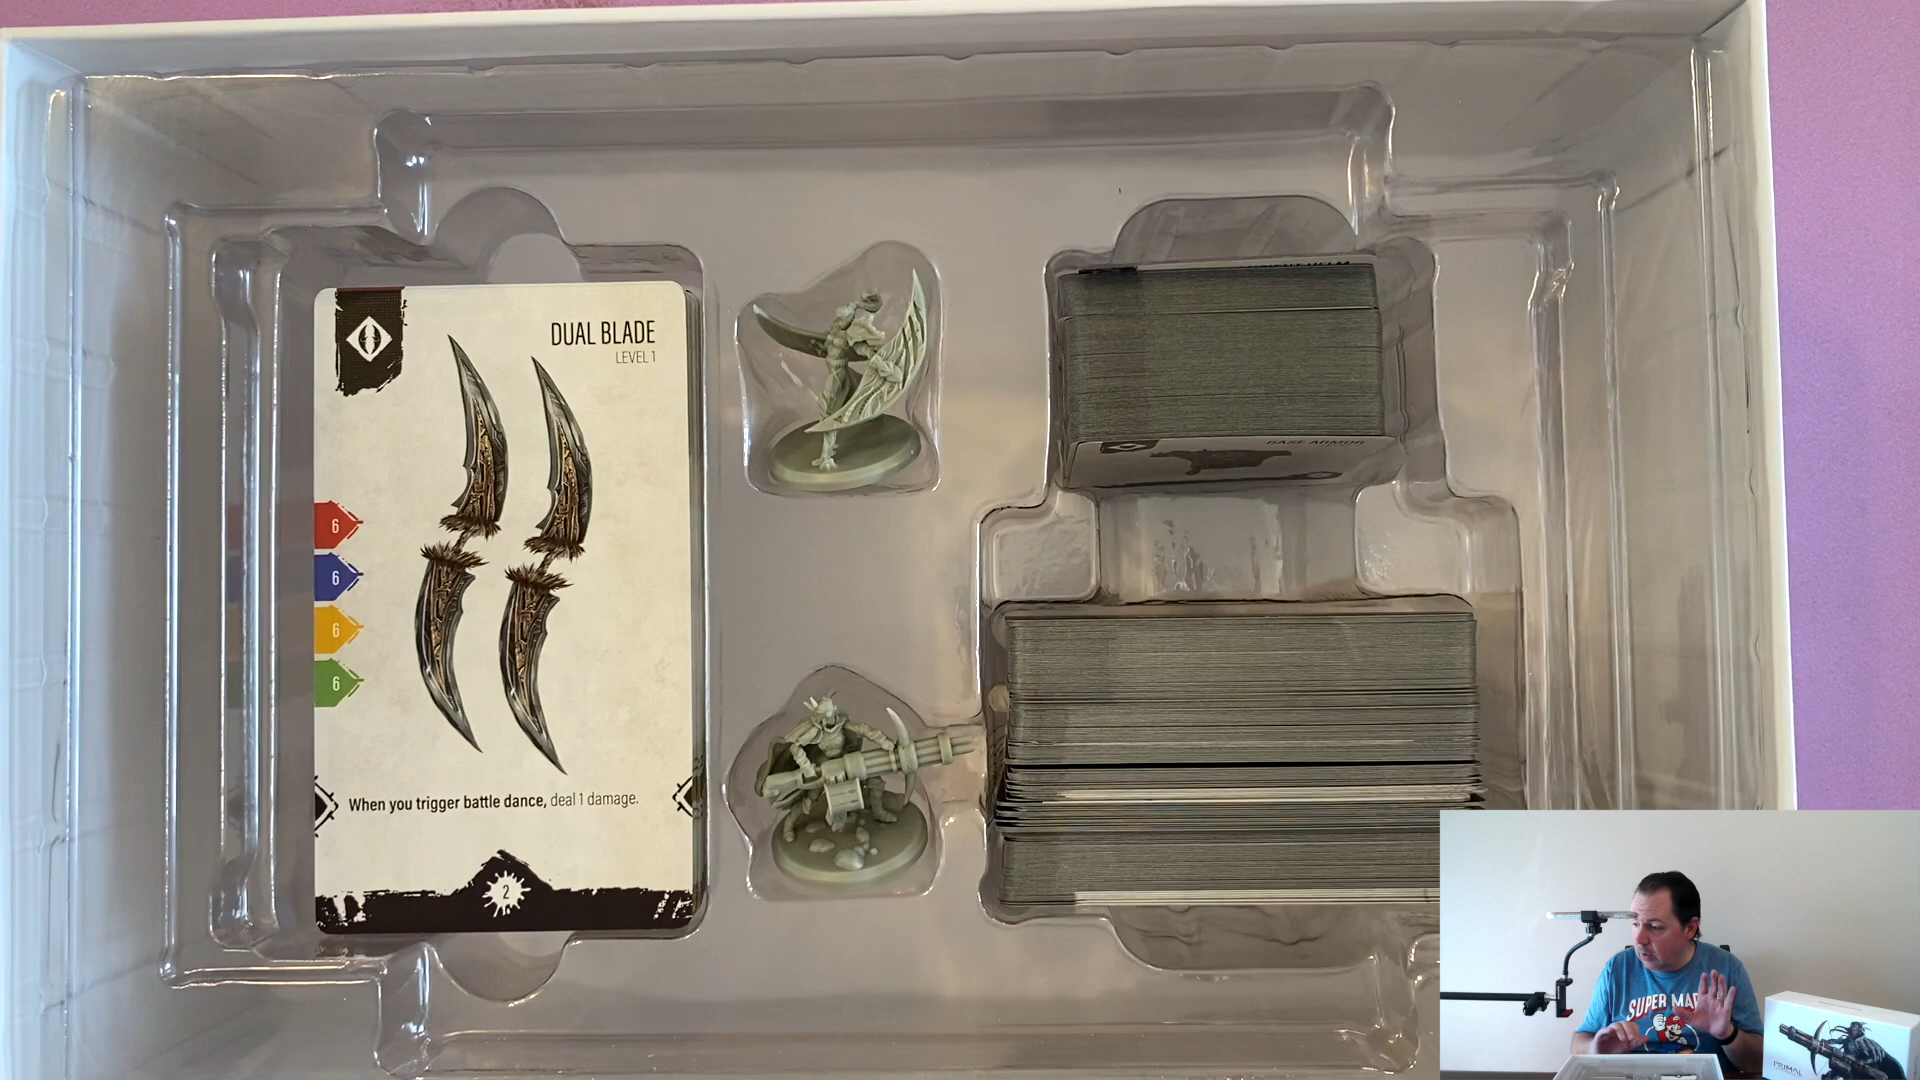 DUAL BLADE
LEVEL 1
6
6
6
6
When you trigger battle dance, deal 1 damage.
2
BASE ARMOR
SUPER MAR
PRIMAL